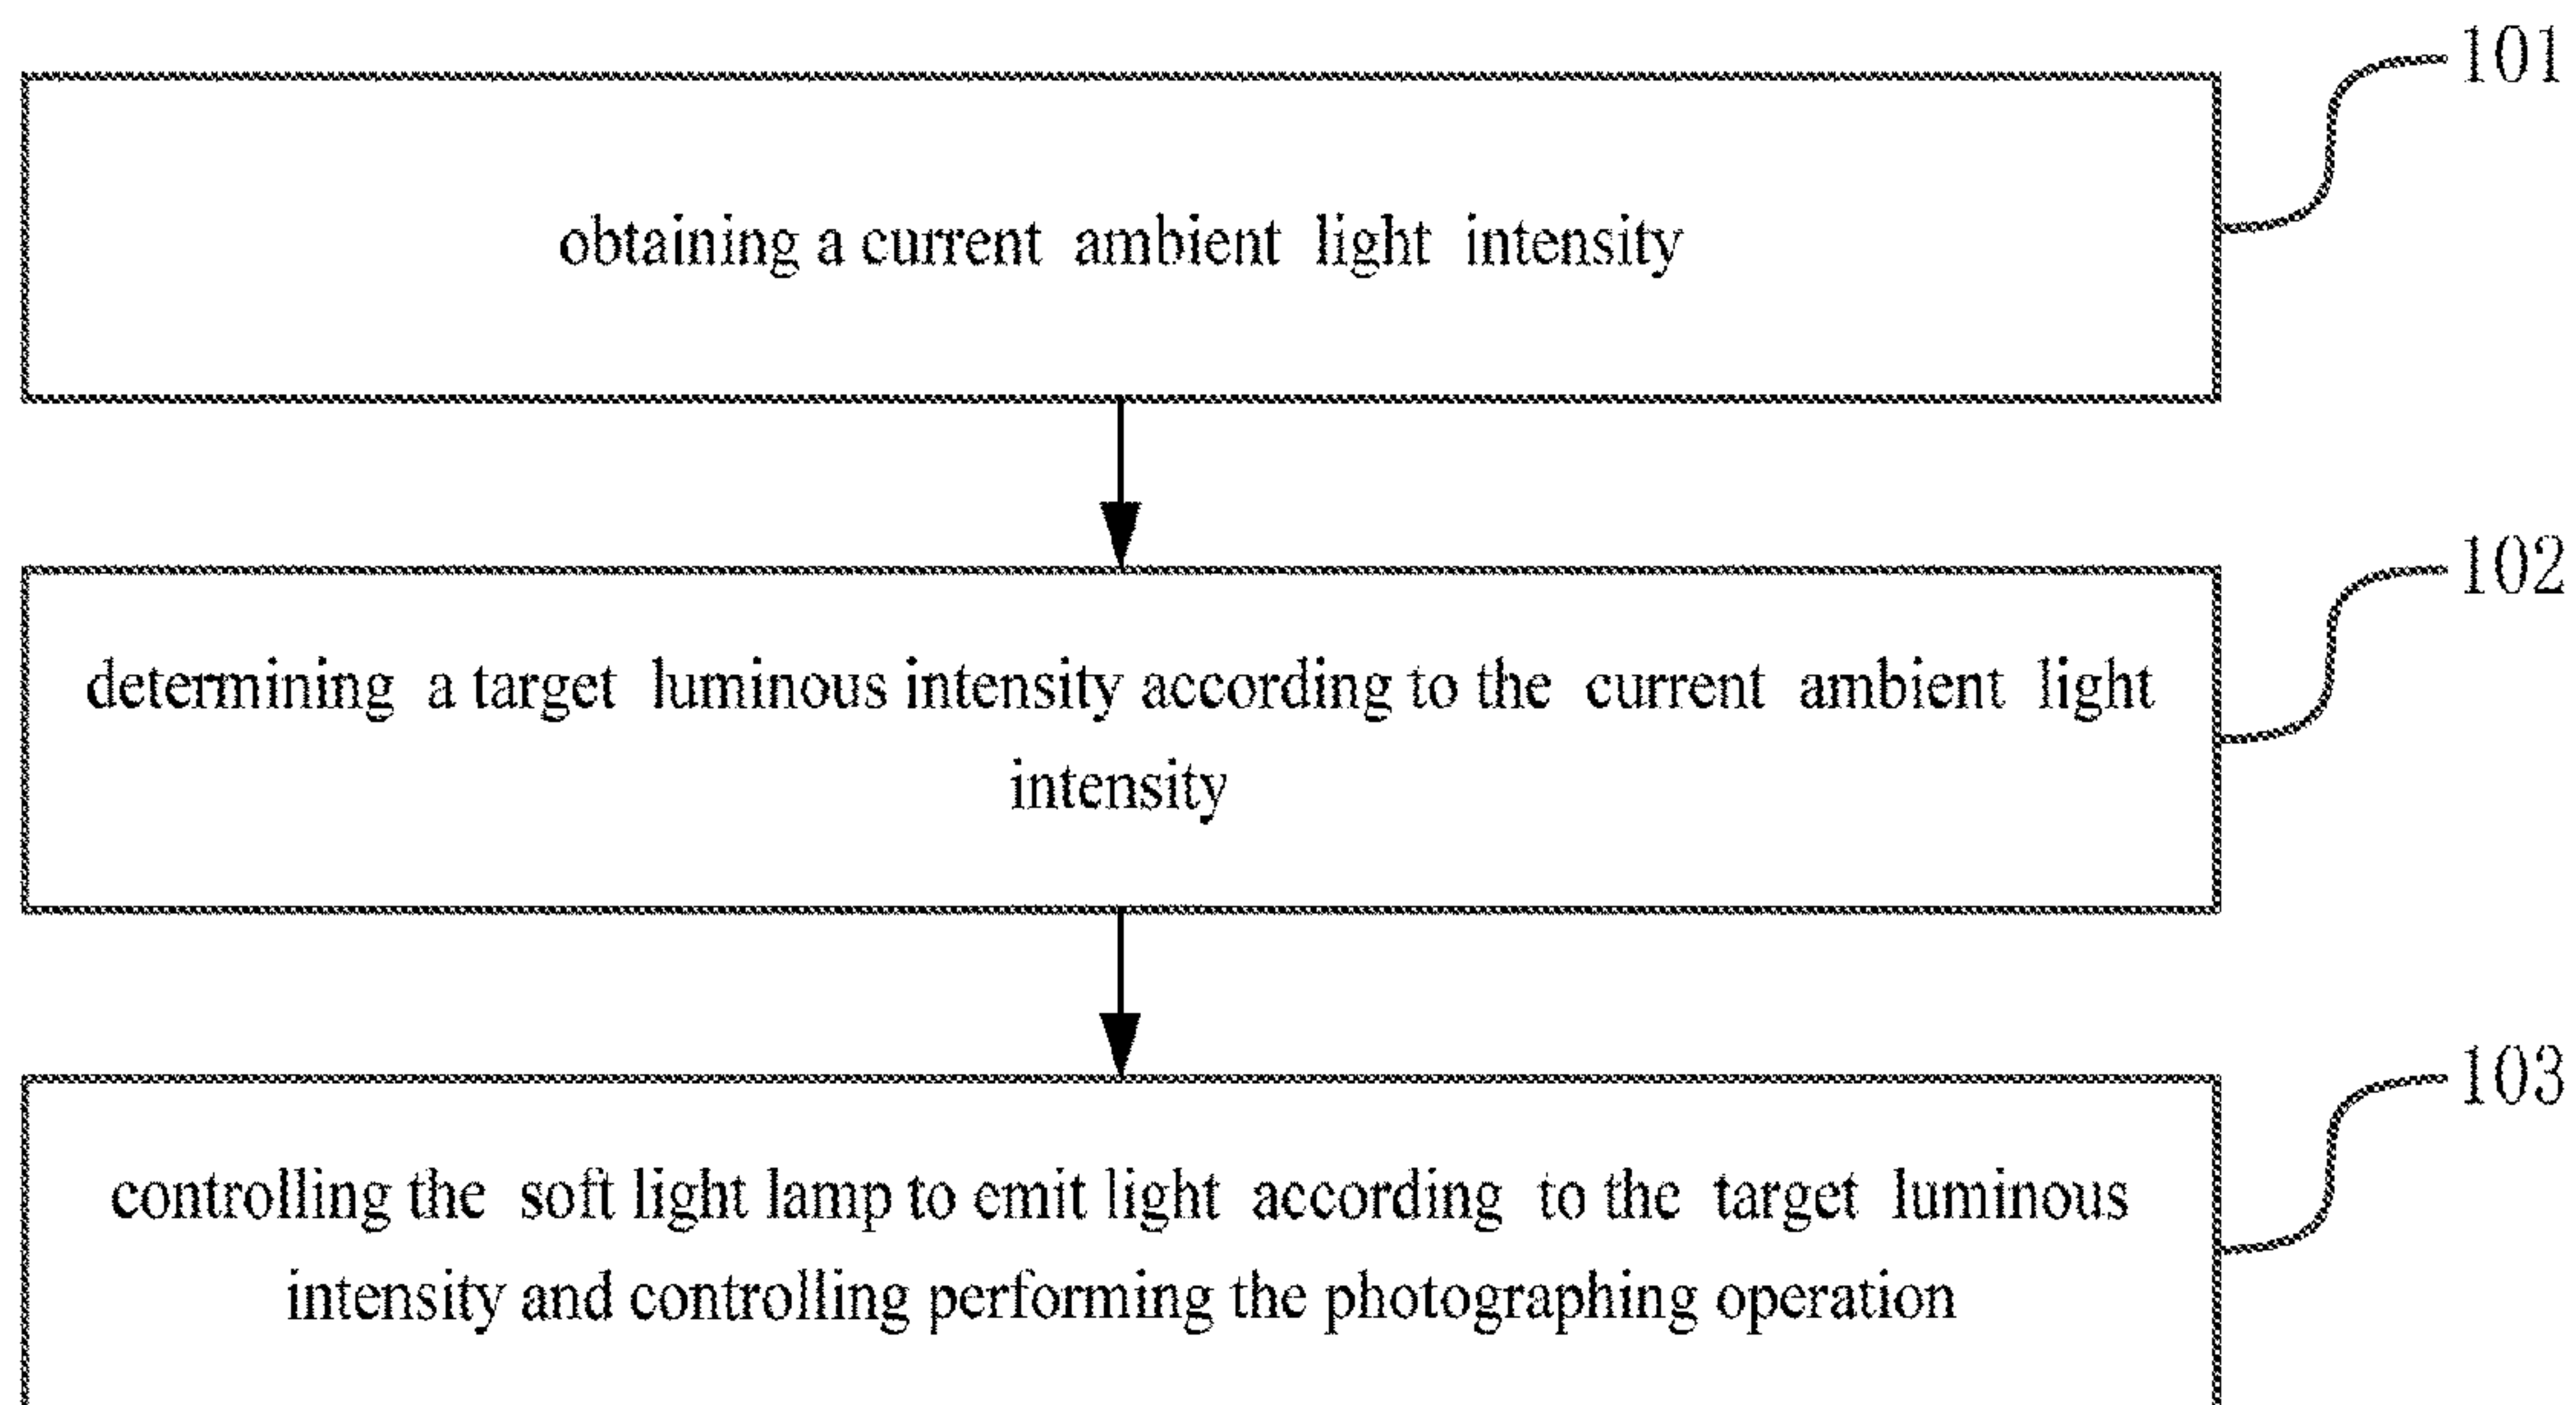 101
obtaining a current ambient light intensity
102
determining a target luminous intensity according to the current ambient light
intensity
103
controlling the soft light lamp to emit light according to the target luminous
intensity and controlling performing the photographing operation